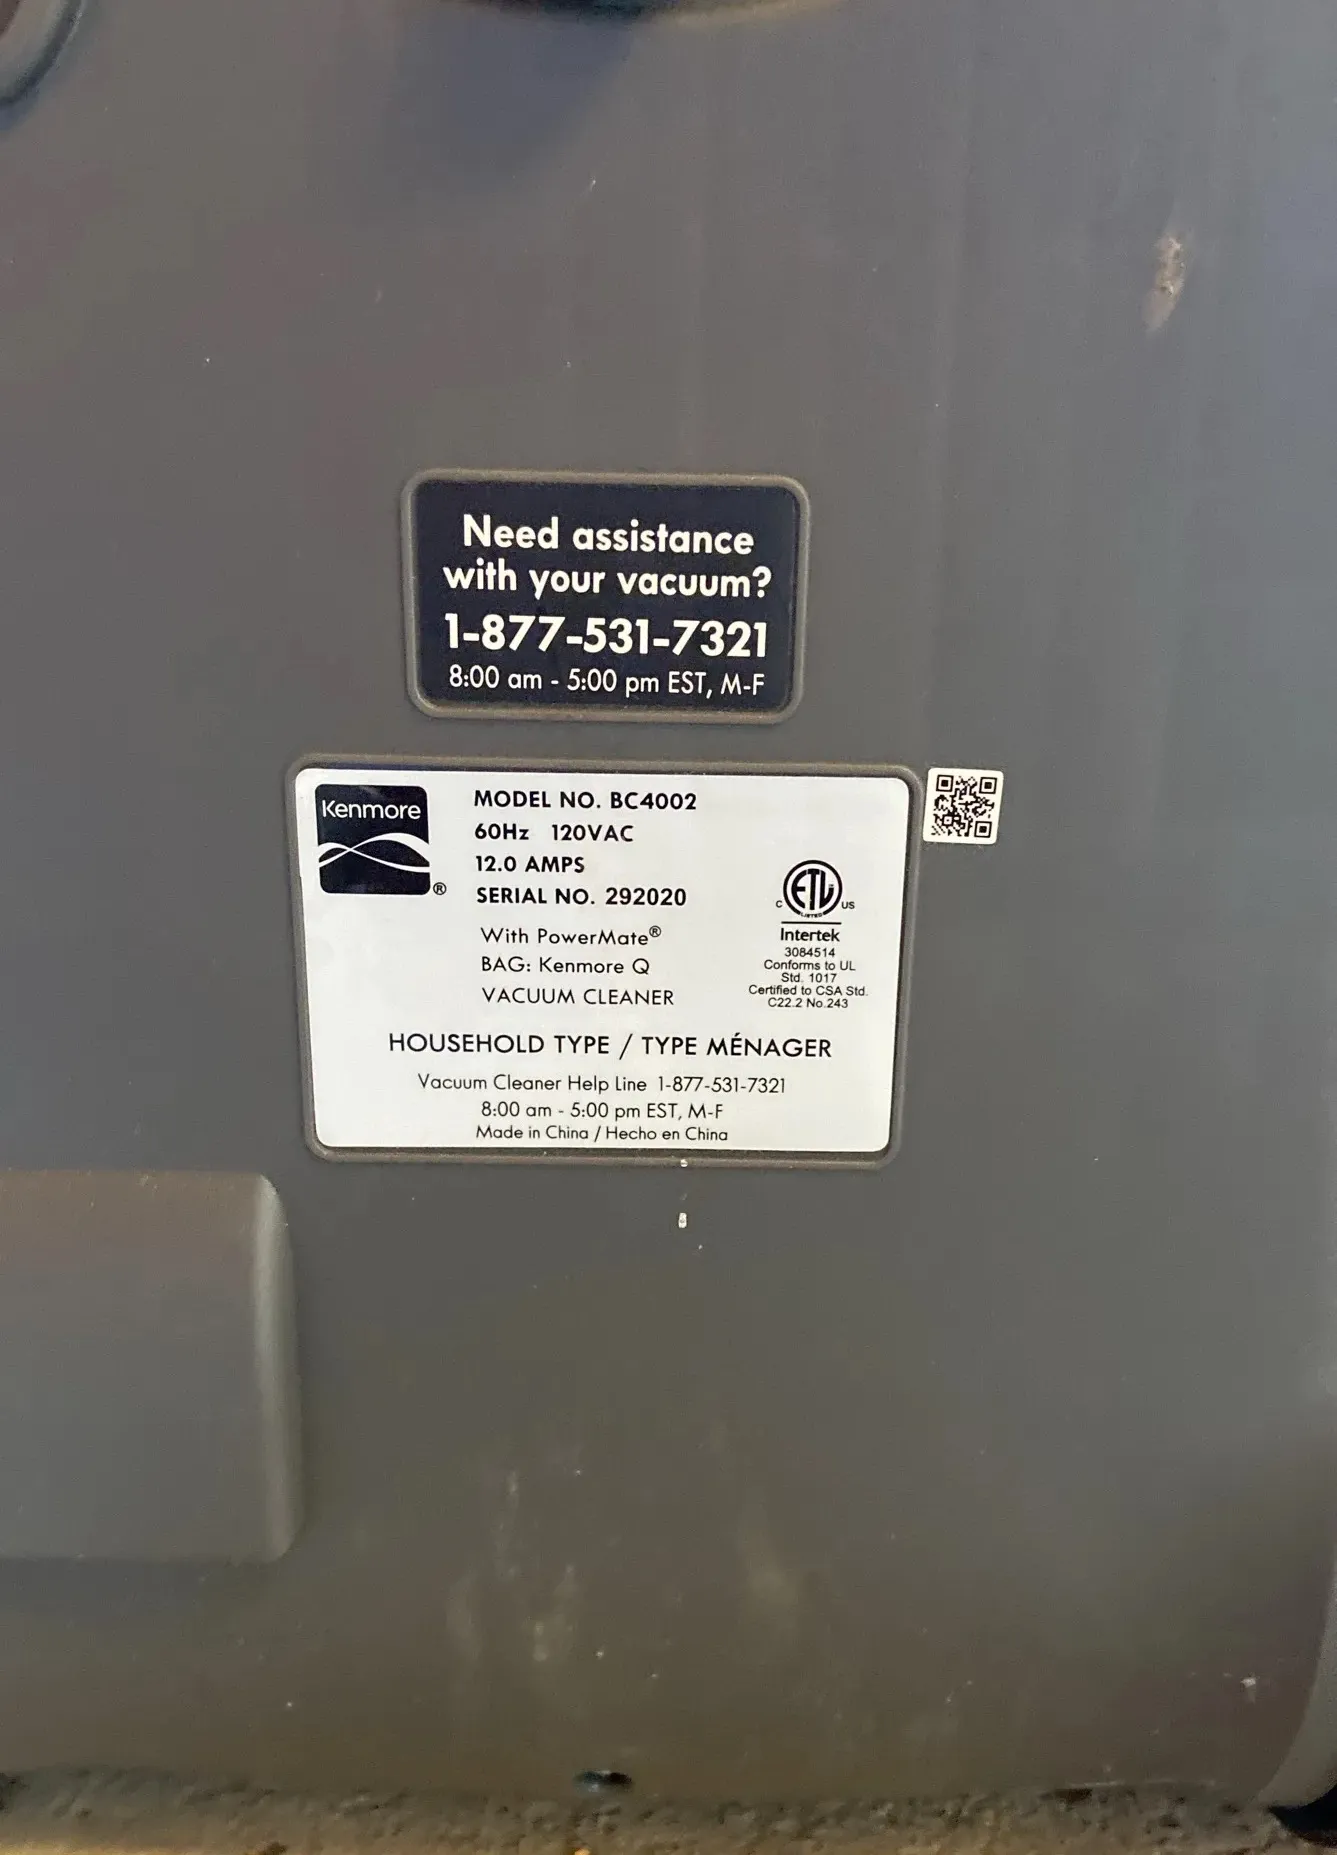 Need assistance
with your vacuum?
1-877-531-7321
8:00 am - 5:00 pm EST, M-F
Kenmore
®
MODEL NO. BC4002
60Hz 120VAC
12.0 AMPS
SERIAL NO. 292020
With PowerMate®
BAG: Kenmore Q
VACUUM CLEANER
ETL
C US
LISTED
Intertek
3084514
Conforms to UL
Std. 1017
Certified to CSA Std.
C22.2 No.243
HOUSEHOLD TYPE / TYPE MÉNAGER
Vacuum Cleaner Help Line 1-877-531-7321
8:00 am - 5:00 pm EST, M-F
Made in China / Hecho en China